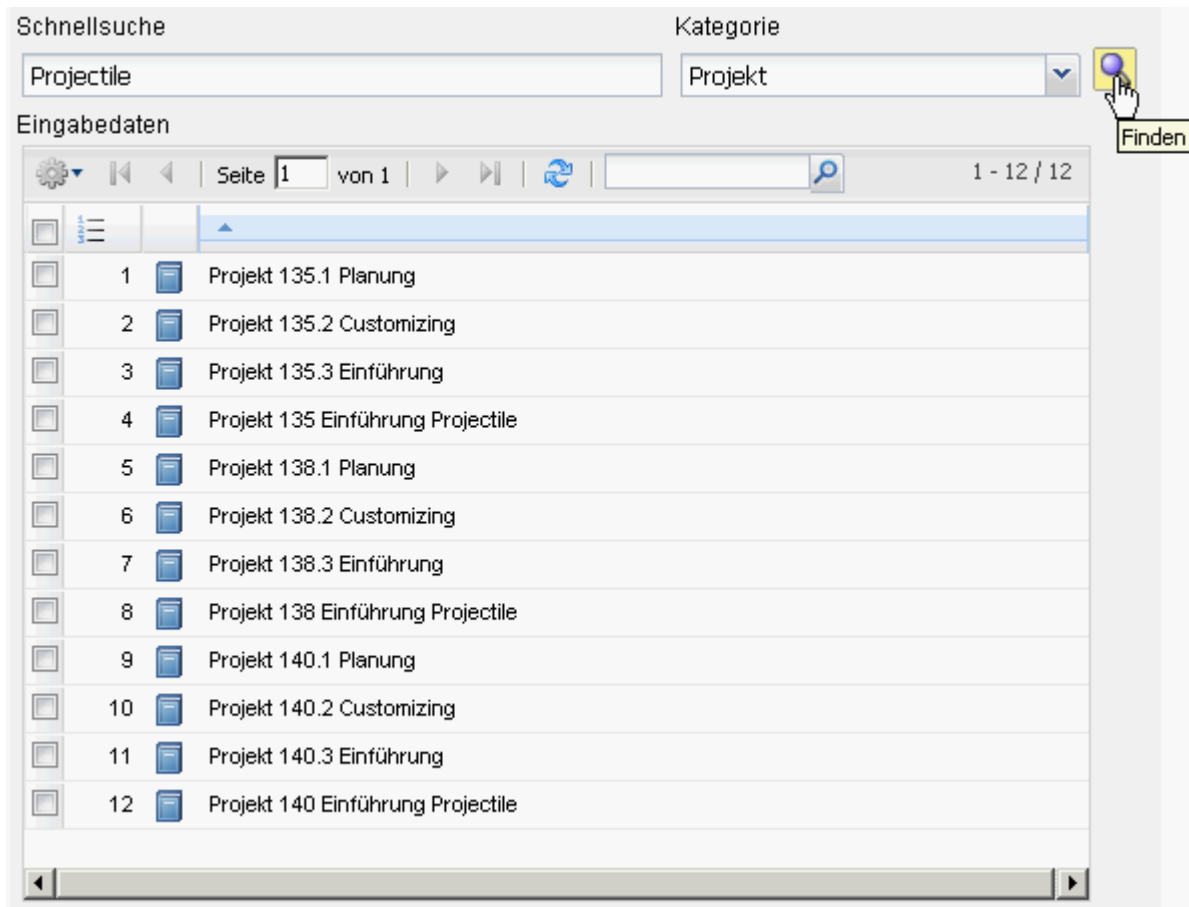 Schnellsuche Kategorie
Projectile Projekt
Finden
Eingabedaten
Seite 1 von 1 1 - 12 / 12
1 Projekt 135.1 Planung
2 Projekt 135.2 Customizing
3 Projekt 135.3 Einführung
4 Projekt 135 Einführung Projectile
5 Projekt 138.1 Planung
6 Projekt 138.2 Customizing
7 Projekt 138.3 Einführung
8 Projekt 138 Einführung Projectile
9 Projekt 140.1 Planung
10 Projekt 140.2 Customizing
11 Projekt 140.3 Einführung
12 Projekt 140 Einführung Projectile